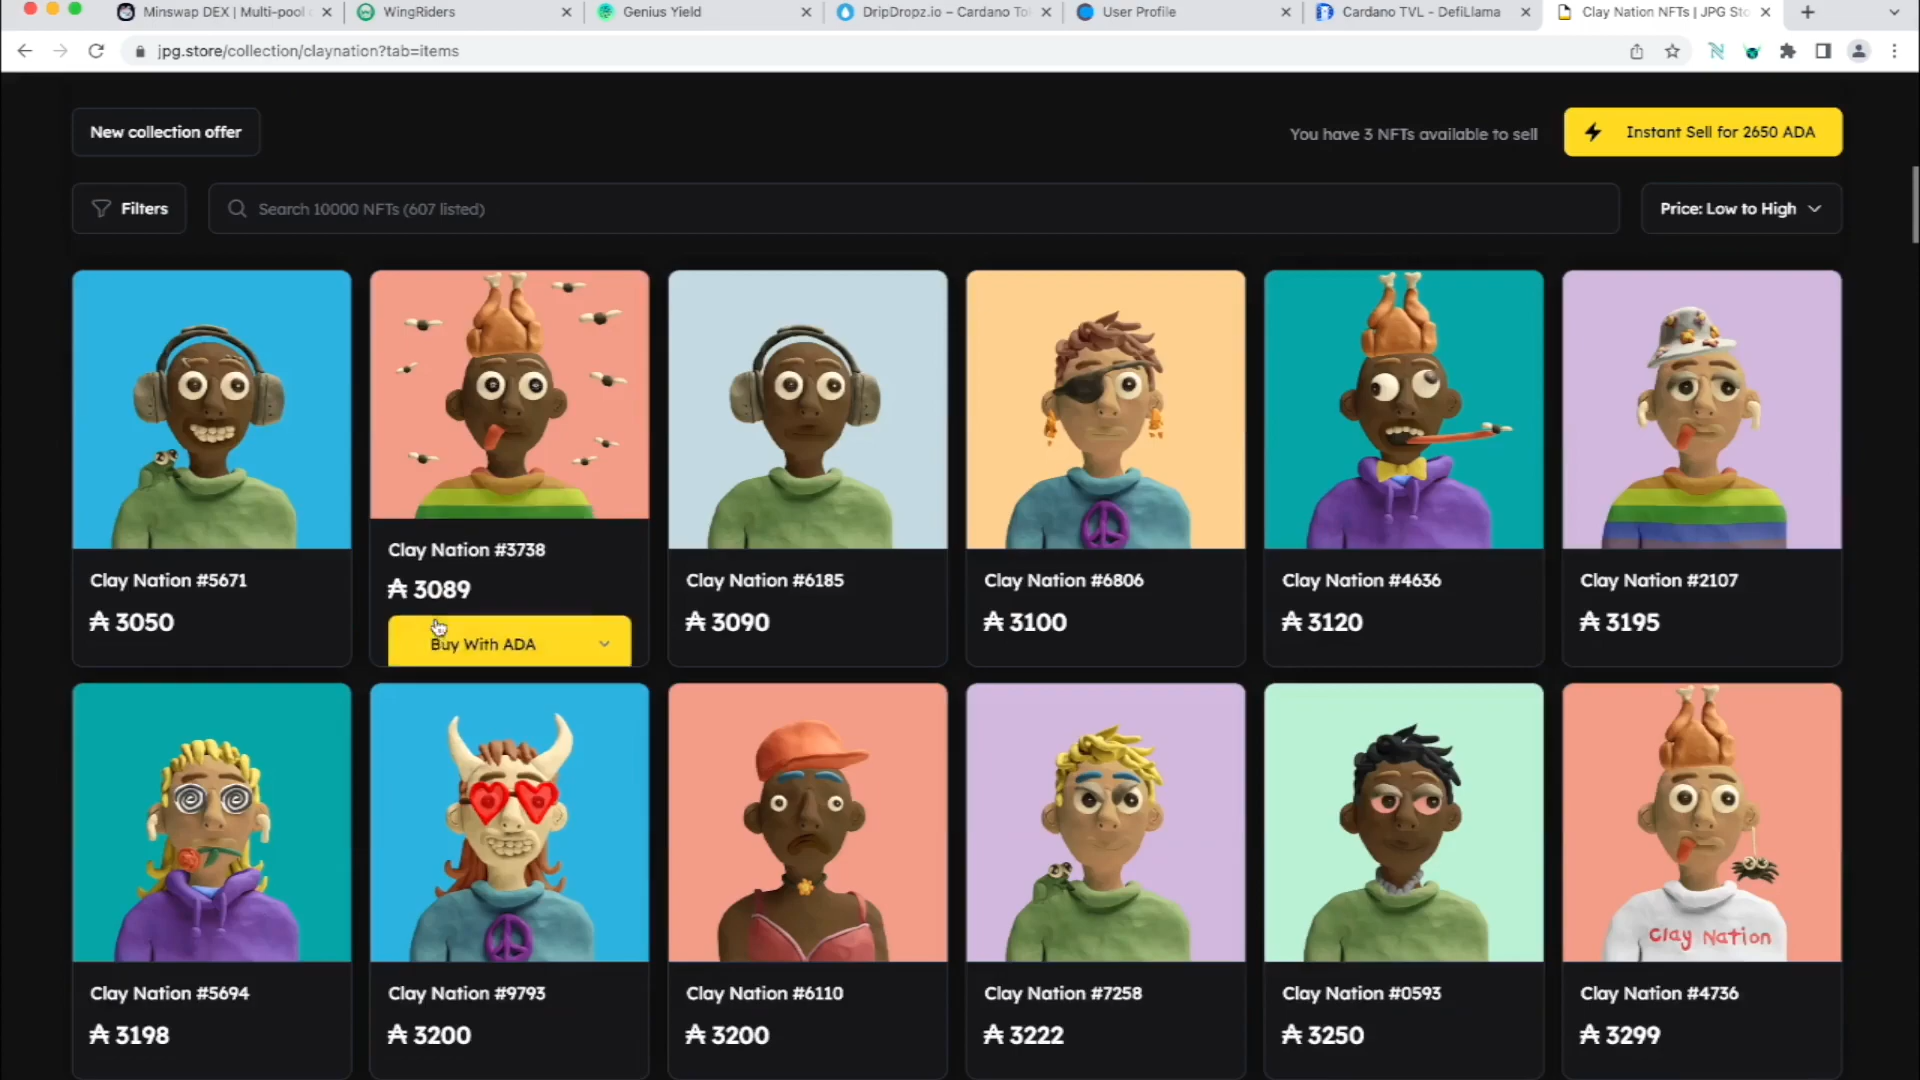 Minswap DEX | Multi-pool
WingRiders
Genius Yield
DripDropz.io – Cardano To
User Profile
Cardano TVL - DefiLlama
Clay Nation NFTs | JPG Sto
jpg.store/collection/claynation?tab=items
New collection offer
You have 3 NFTs available to sell
Instant Sell for 2650 ADA
Filters
Search 10000 NFTs (607 listed)
Price: Low to High
Clay Nation #5671
₳ 3050
Clay Nation #3738
₳ 3089
Buy With ADA
Clay Nation #6185
₳ 3090
Clay Nation #6806
₳ 3100
Clay Nation #4636
₳ 3120
Clay Nation #2107
₳ 3195
Clay Nation
Clay Nation #5694
₳ 3198
Clay Nation #9793
₳ 3200
Clay Nation #6110
₳ 3200
Clay Nation #7258
₳ 3222
Clay Nation #0593
₳ 3250
Clay Nation #4736
₳ 3299